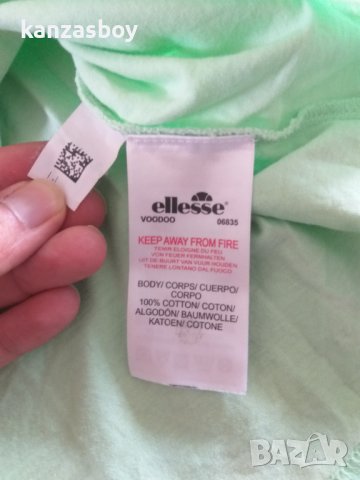 kanzasboy
ellesse
VOODOO 06635
KEEP AWAY FROM FIRE
TENIR ELOIGNE DU FEU
VON FEUER FERNHALTEN
UIT DE BUURT VAN VUUR HOUDEN
TENERE LONTANO DAL FUOCO
BODY/ CORPS/ CUERPO/
CORPO
100% COTTON/ COTON/
ALGODÓN/ BAUMWOLLE/
KATOEN/ COTONE
BAZAR